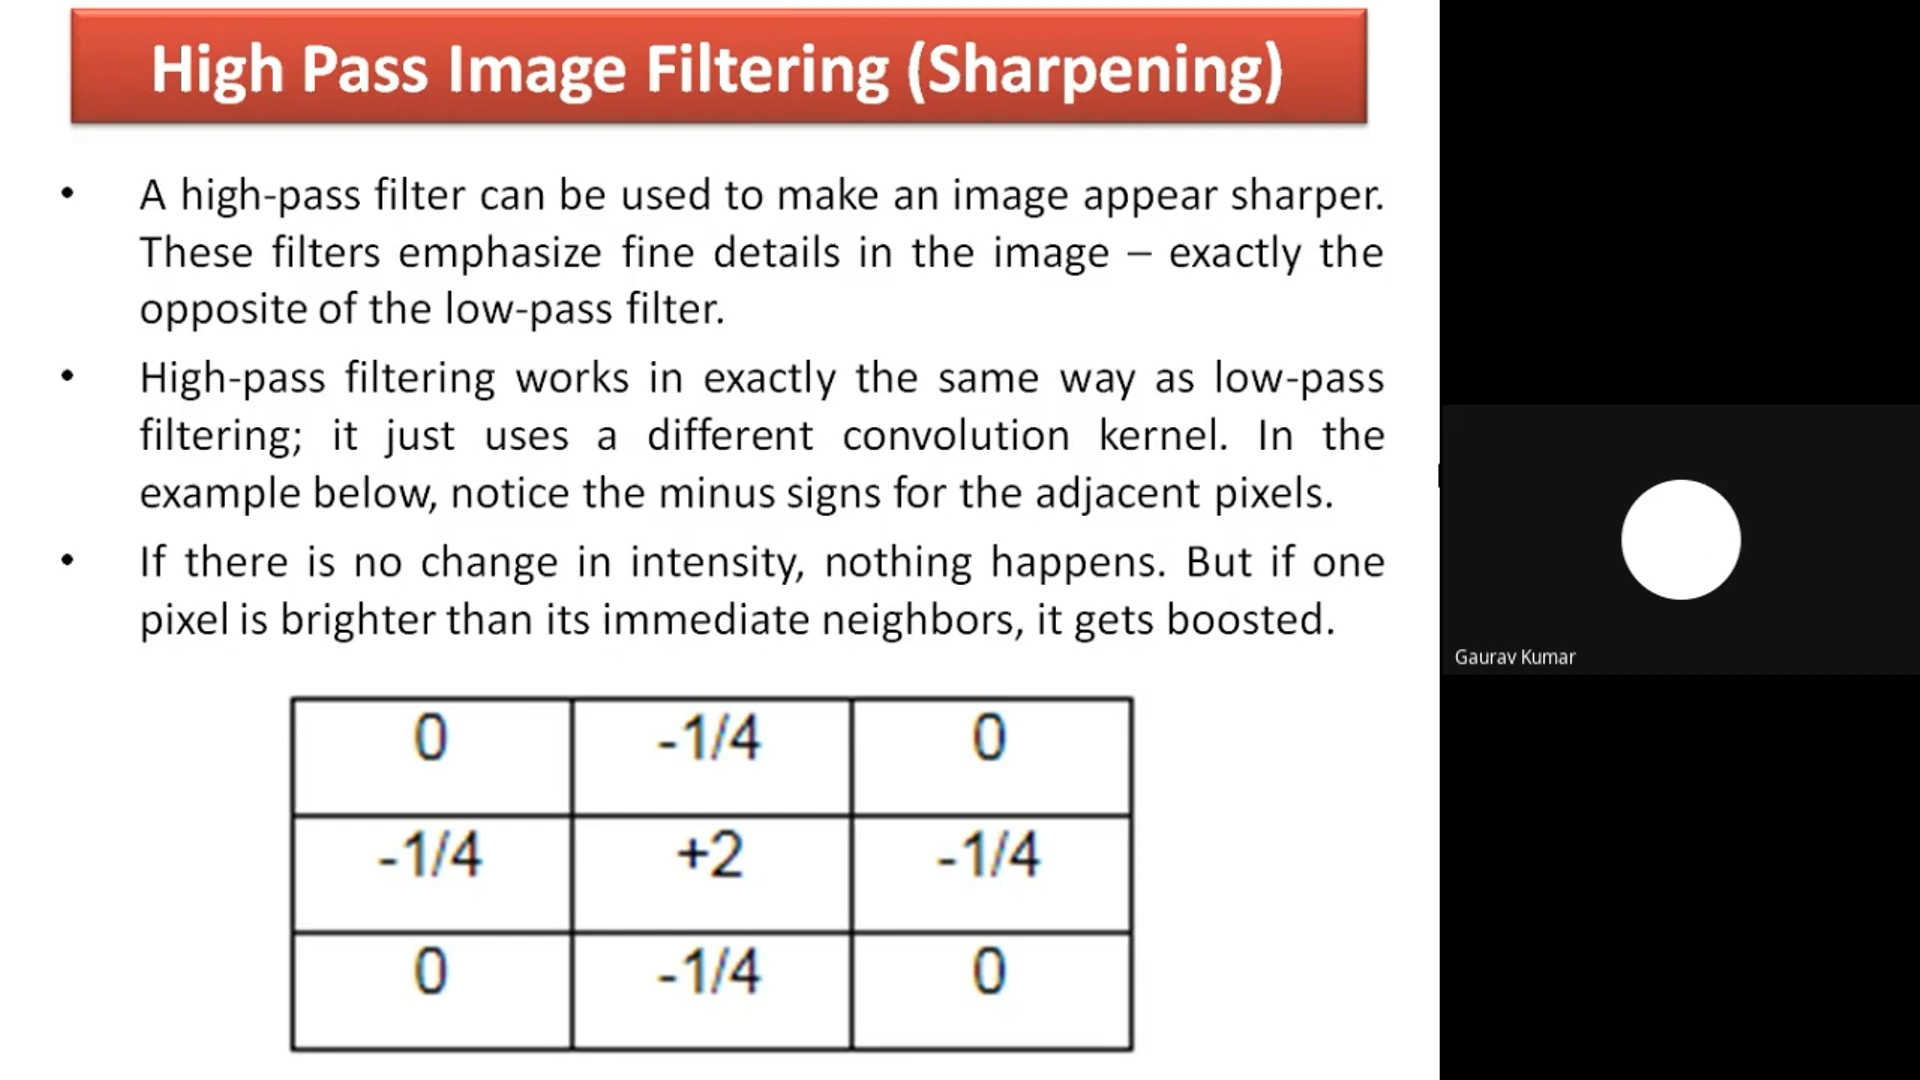 High Pass Image Filtering (Sharpening)
• A high-pass filter can be used to make an image appear sharper.
These filters emphasize fine details in the image – exactly the
opposite of the low-pass filter.
• High-pass filtering works in exactly the same way as low-pass
filtering; it just uses a different convolution kernel. In the
example below, notice the minus signs for the adjacent pixels.
• If there is no change in intensity, nothing happens. But if one
pixel is brighter than its immediate neighbors, it gets boosted.
0 -1/4 0
-1/4 +2 -1/4
0 -1/4 0
Gaurav Kumar